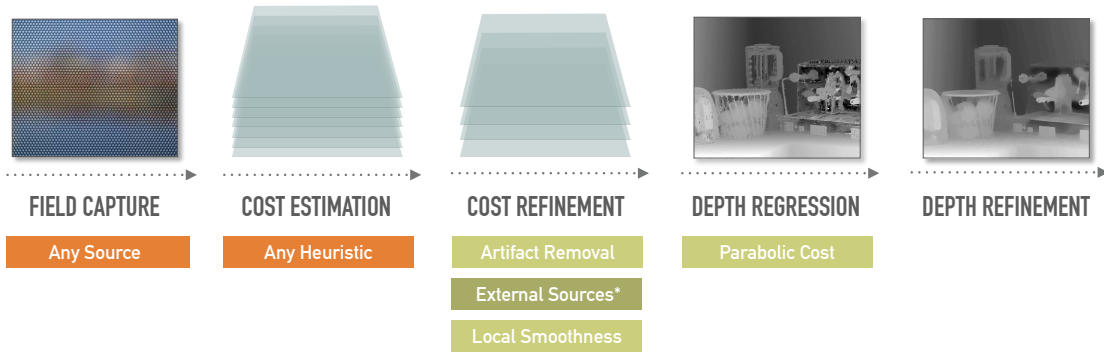 FIELD CAPTURE
COST ESTIMATION
COST REFINEMENT
DEPTH REGRESSION
DEPTH REFINEMENT
Any Source
Any Heuristic
Artifact Removal
Parabolic Cost
External Sources*
Local Smoothness